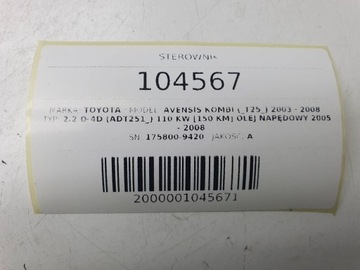 STEROWNIK
104567
MARKA: TOYOTA MODEL: AVENSIS KOMBI (_T25_) 2003 - 2008
TYP: 2.2 D-4D (ADT251_) 110 KW [150 KM] OLEJ NAPĘDOWY 2005
- 2008
SN: 175800-9420 JAKOŚĆ: A
2000001045671